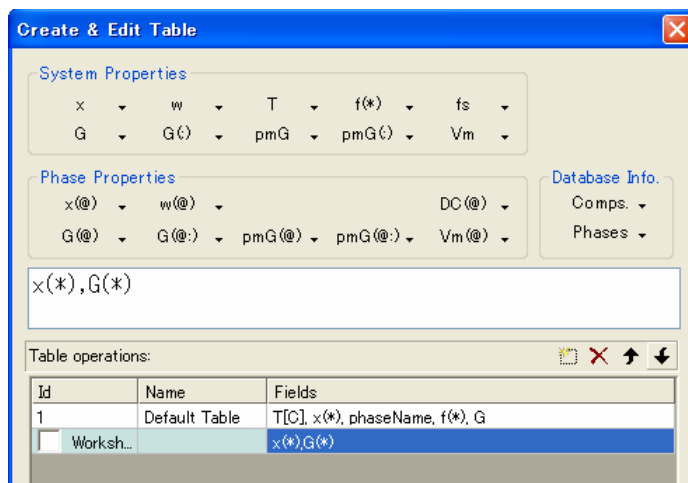 Create & Edit Table
System Properties
x w T f(*) fs
G G(:) pmG pmG(:) Vm
Phase Properties
x(@) w(@) DC(@)
G(@) G(@:) pmG(@) pmG(@:) Vm(@)
Database Info.
Comps.
Phases
x(*),G(*)
Table operations:
Id Name Fields
1 Default Table T[C], x(*), phaseName, f(*), G
Worksh... x(*),G(*)